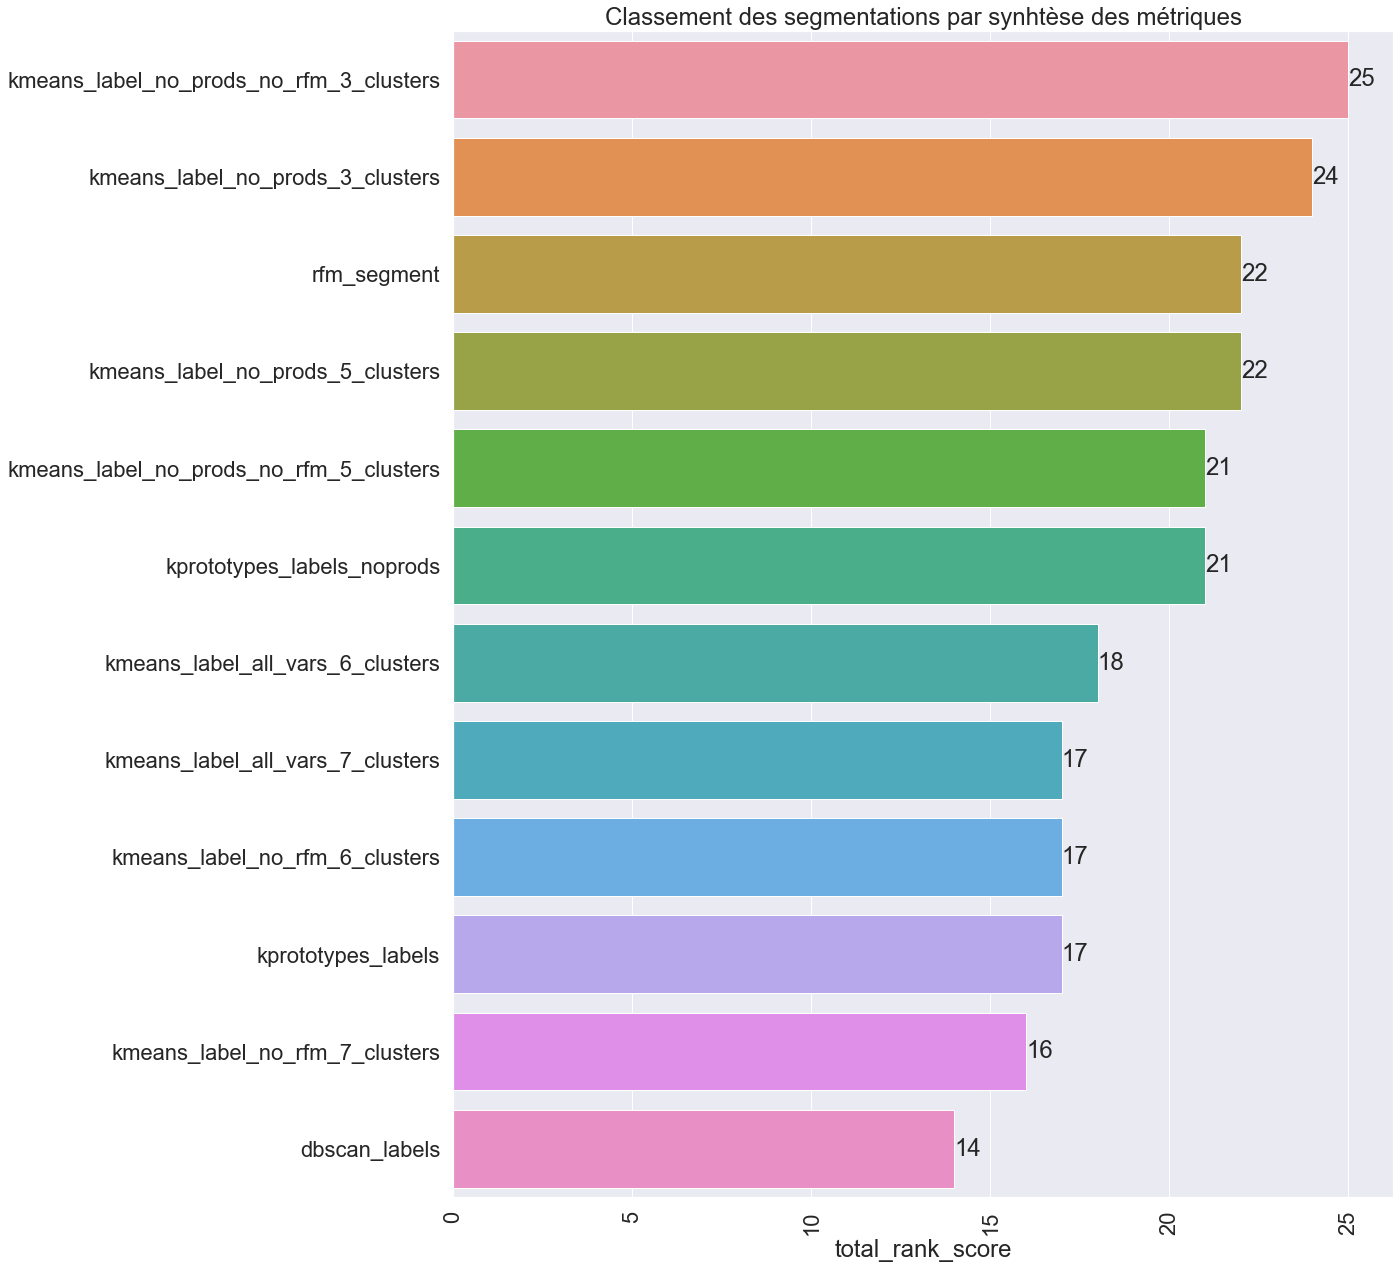 Classement des segmentations par synhtèse des métriques
kmeans_label_no_prods_no_rfm_3_clusters 25
kmeans_label_no_prods_3_clusters 24
rfm_segment 22
kmeans_label_no_prods_5_clusters 22
kmeans_label_no_prods_no_rfm_5_clusters 21
kprototypes_labels_noprods 21
kmeans_label_all_vars_6_clusters 18
kmeans_label_all_vars_7_clusters 17
kmeans_label_no_rfm_6_clusters 17
kprototypes_labels 17
kmeans_label_no_rfm_7_clusters 16
dbscan_labels 14
0 5 10 15 20 25
total_rank_score